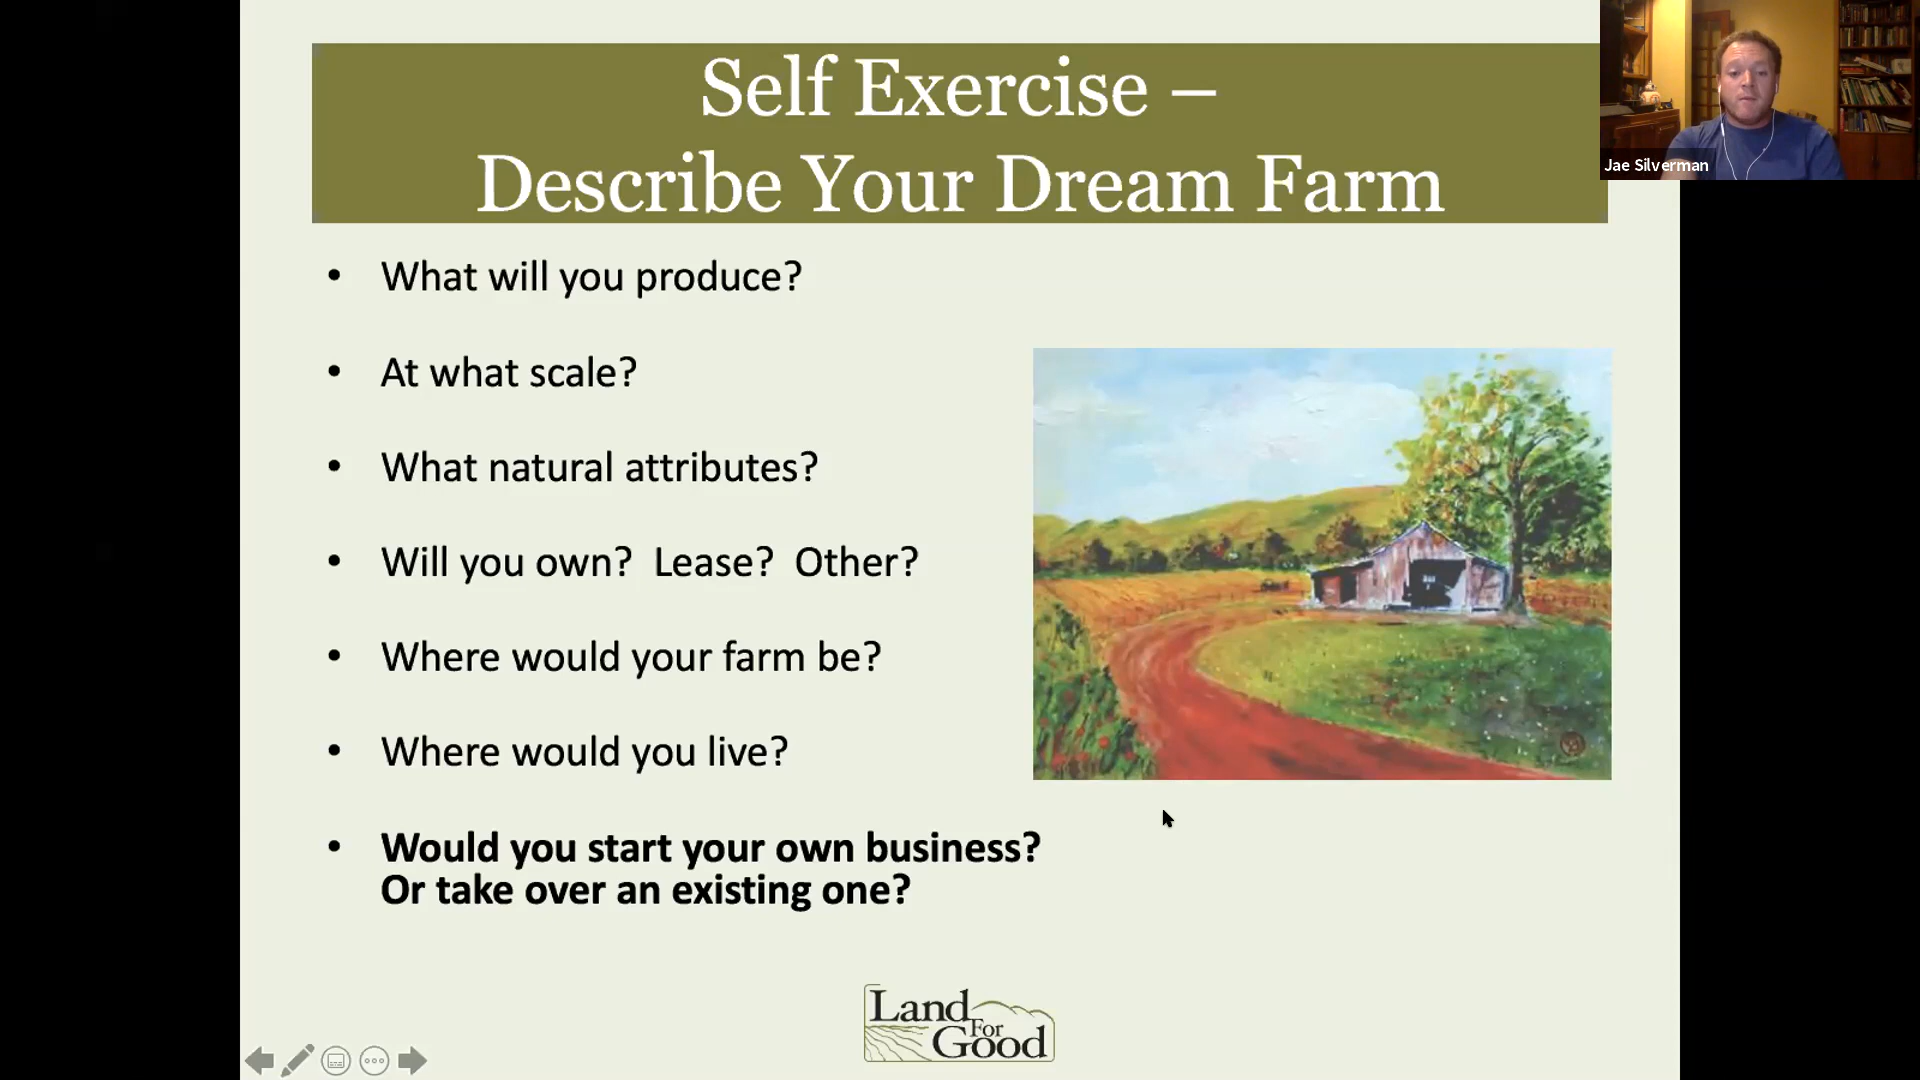 Self Exercise –
Describe Your Dream Farm
Jae Silverman
• What will you produce?
• At what scale?
• What natural attributes?
• Will you own? Lease? Other?
• Where would your farm be?
• Where would you live?
• Would you start your own business?
Or take over an existing one?
Land
For
Good